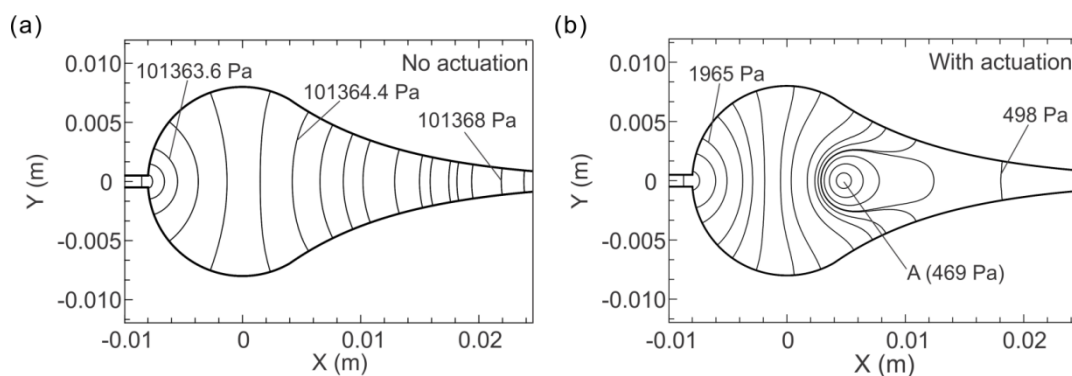 (a)
No actuation
101363.6 Pa
101364.4 Pa
101368 Pa
0.010
0.005
0
-0.005
-0.010
Y (m)
-0.01
0
0.01
0.02
X (m)
(b)
With actuation
1965 Pa
498 Pa
A (469 Pa)
0.010
0.005
0
-0.005
-0.010
Y (m)
-0.01
0
0.01
0.02
X (m)